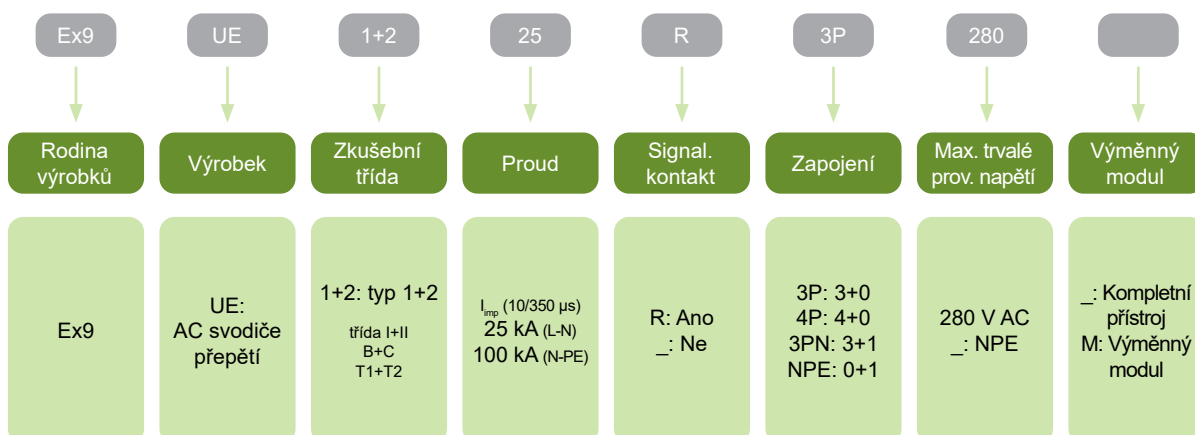 Ex9
UE
1+2
25
R
3P
280
Rodina
výrobků
Výrobek
Zkušební
třída
Proud
Signal.
kontakt
Zapojení
Max. trvalé
prov. napětí
Výměnný
modul
Ex9
UE:
AC svodiče
přepětí
1+2: typ 1+2
třída I+II
B+C
T1+T2
Iimp (10/350 µs)
25 kA (L-N)
100 kA (N-PE)
R: Ano
_: Ne
3P: 3+0
4P: 4+0
3PN: 3+1
NPE: 0+1
280 V AC
_: NPE
_: Kompletní
přístroj
M: Výměnný
modul